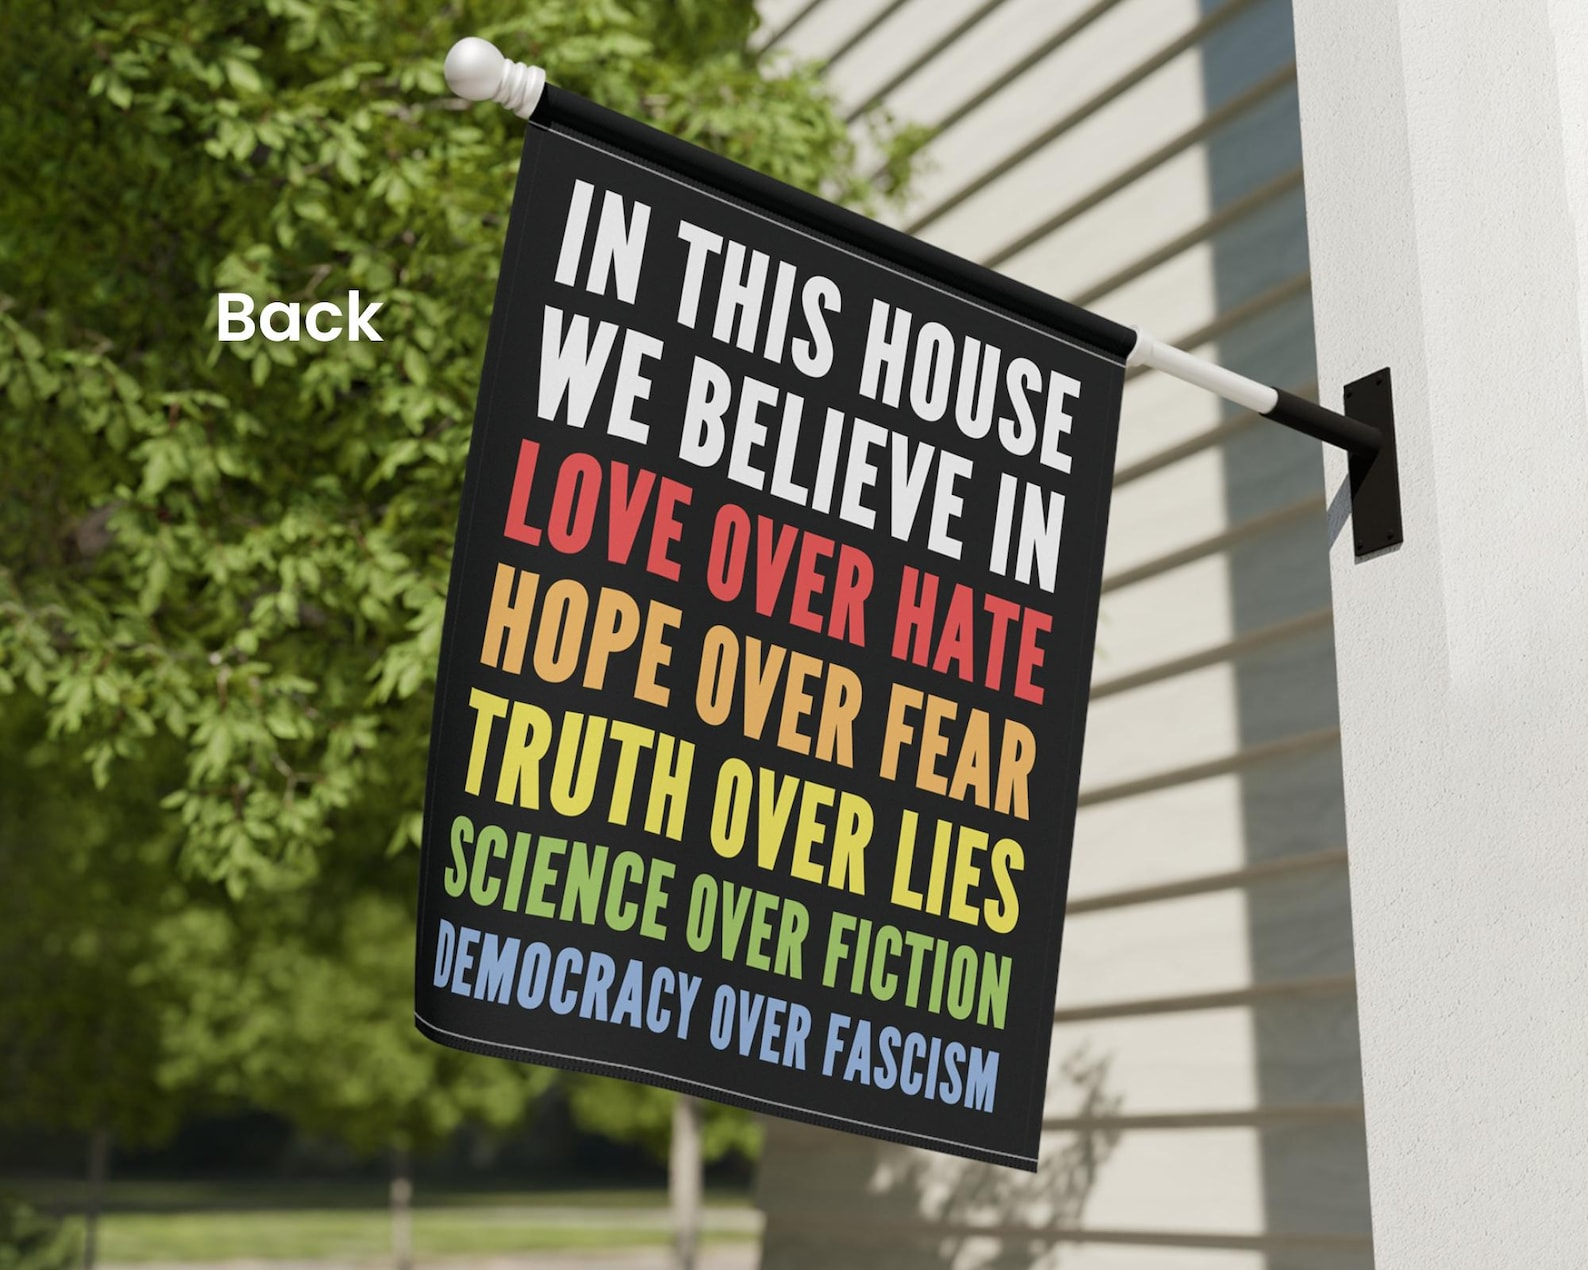 Back
IN THIS HOUSE
WE BELIEVE IN
LOVE OVER HATE
HOPE OVER FEAR
TRUTH OVER LIES
SCIENCE OVER FICTION
DEMOCRACY OVER FASCISM